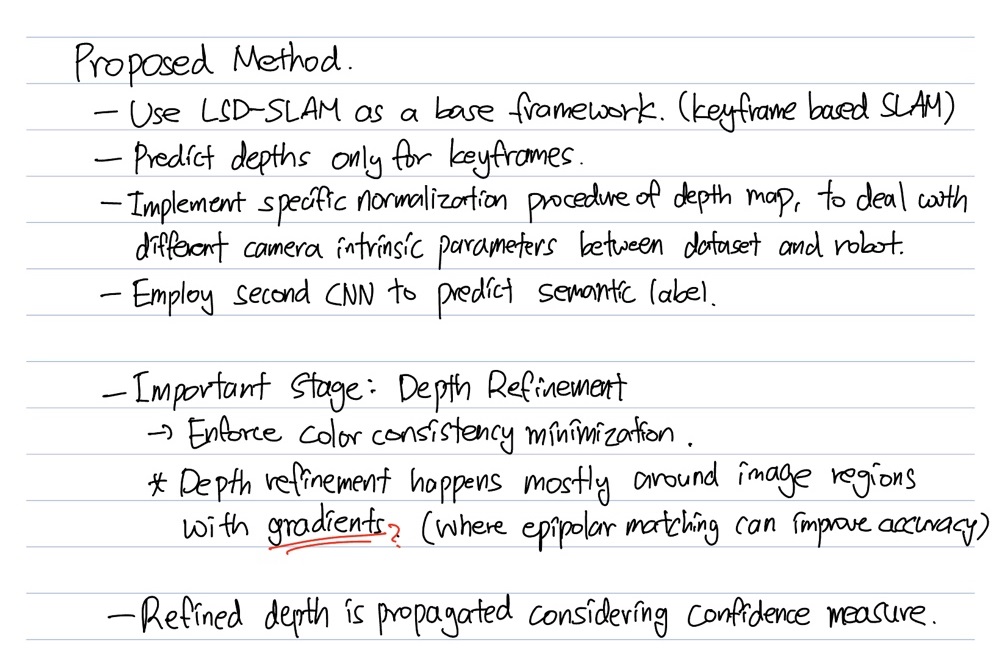 Proposed Method.
- Use LSD-SLAM as a base framework. (keyframe based SLAM)
- Predict depths only for keyframes.
- Implement specific normalization procedure of depth map, to deal with
different camera intrinsic parameters between dataset and robot.
- Employ second CNN to predict semantic label.
- Important Stage: Depth Refinement
→ Enforce color consistency minimization.
* Depth refinement happens mostly around image regions
with gradients? (where epipolar matching can improve accuracy)
- Refined depth is propagated considering confidence measure.